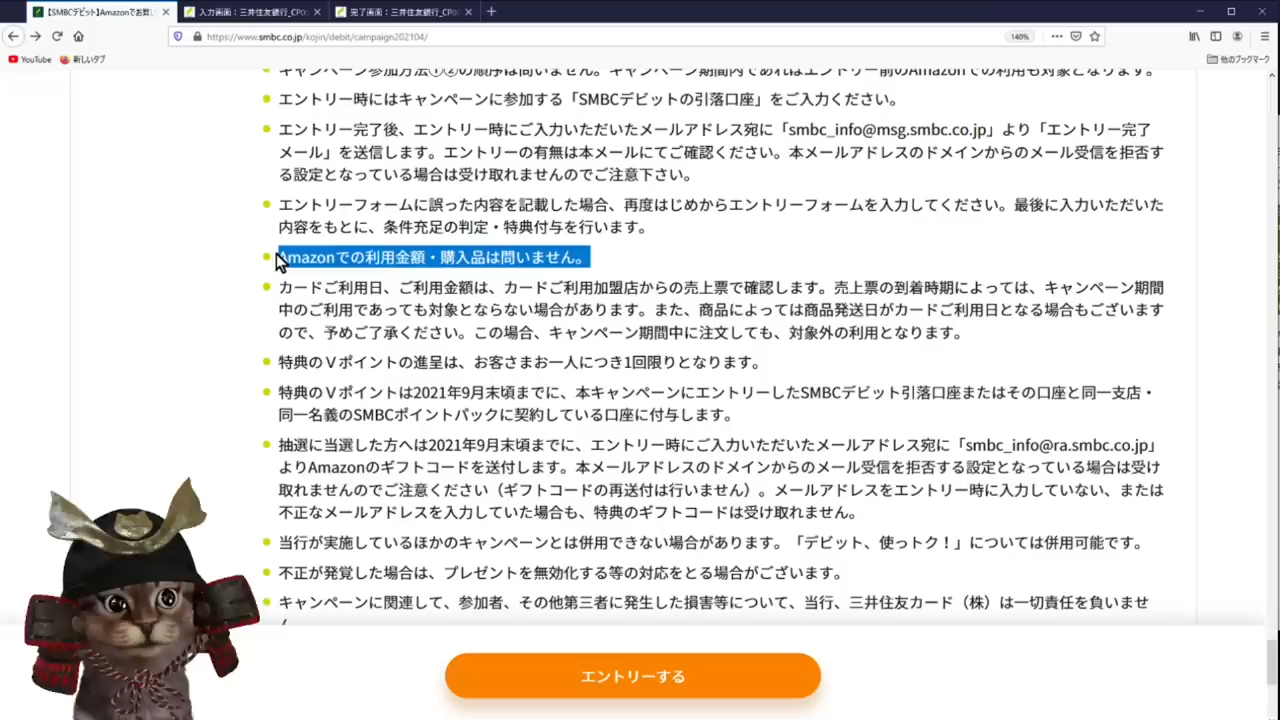 【SMBCデビット】Amazonでお買い
入力画面：三井住友銀行_CPo
完了画面：三井住友銀行_CPo
https://www.smbc.co.jp/kojin/debit/campaign202104/
140%
YouTube
新しいタブ
他のブックマーク
キャンペーン参加方法①②の順序は問いません。キャンペーン期間内であればエントリー前のAmazonでの利用も対象となります。
エントリー時にはキャンペーンに参加する「SMBCデビットの引落口座」をご入力ください。
エントリー完了後、エントリー時にご入力いただいたメールアドレス宛に「smbc_info@msg.smbc.co.jp」より「エントリー完了
メール」を送信します。エントリーの有無は本メールにてご確認ください。本メールアドレスのドメインからのメール受信を拒否す
る設定となっている場合は受け取れませんのでご注意下さい。
エントリーフォームに誤った内容を記載した場合、再度はじめからエントリーフォームを入力してください。最後に入力いただいた
内容をもとに、条件充足の判定・特典付与を行います。
Amazonでの利用金額・購入品は問いません。
カードご利用日、ご利用金額は、カードご利用加盟店からの売上票で確認します。売上票の到着時期によっては、キャンペーン期間
中のご利用であっても対象とならない場合があります。また、商品によっては商品発送日がカードご利用日となる場合もございます
ので、予めご了承ください。この場合、キャンペーン期間中に注文しても、対象外の利用となります。
特典のＶポイントの進呈は、お客さまお一人につき1回限りとなります。
特典のＶポイントは2021年9月末頃までに、本キャンペーンにエントリーしたSMBCデビット引落口座またはその口座と同一支店・
同一名義のSMBCポイントパックに契約している口座に付与します。
抽選に当選した方へは2021年9月末頃までに、エントリー時にご入力いただいたメールアドレス宛に「smbc_info@ra.smbc.co.jp」
よりAmazonのギフトコードを送付します。本メールアドレスのドメインからのメール受信を拒否する設定となっている場合は受け
取れませんのでご注意ください（ギフトコードの再送付は行いません）。メールアドレスをエントリー時に入力していない、または
不正なメールアドレスを入力していた場合も、特典のギフトコードは受け取れません。
当行が実施しているほかのキャンペーンとは併用できない場合があります。「デビット、使っトク！」については併用可能です。
不正が発覚した場合は、プレゼントを無効化する等の対応をとる場合がございます。
キャンペーンに関連して、参加者、その他第三者に発生した損害等について、当行、三井住友カード（株）は一切責任を負いませ
エントリーする